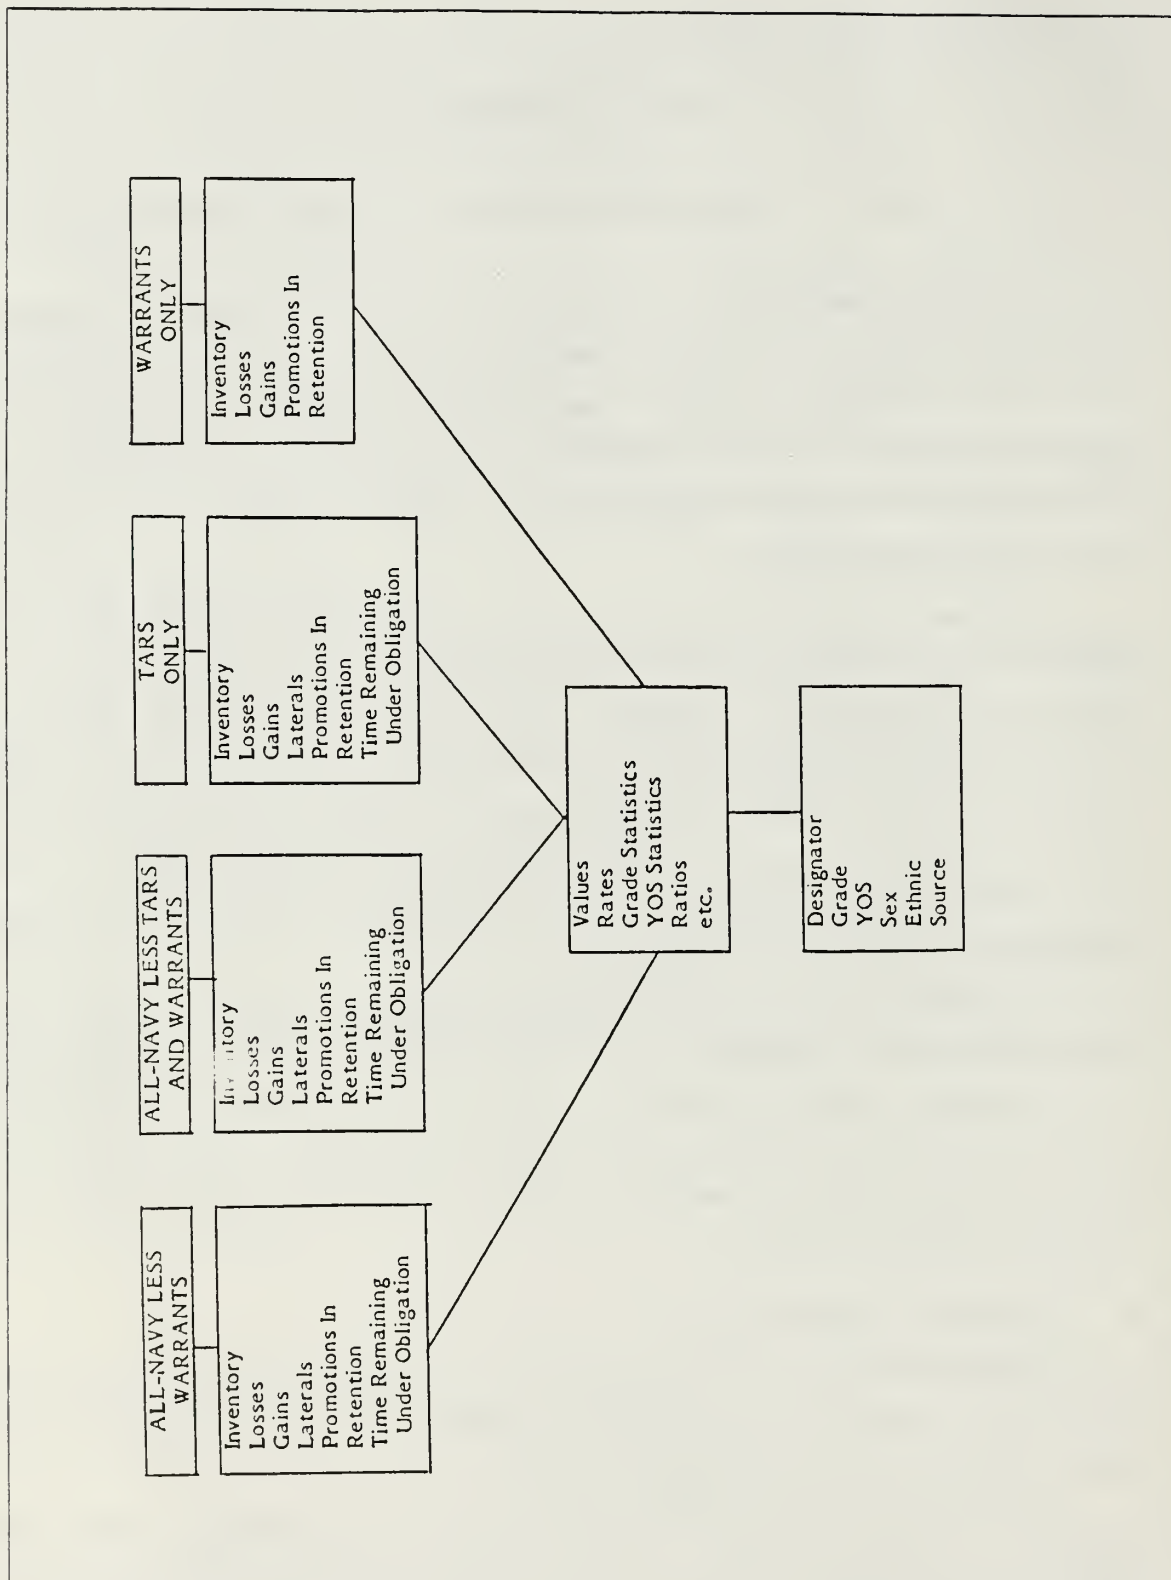 ALL-NAVY LESS
WARRANTS
Inventory
Losses
Gains
Laterals
Promotions In
Retention
Time Remaining
Under Obligation
ALL-NAVY LESS TARS
AND WARRANTS
Inventory
Losses
Gains
Laterals
Promotions In
Retention
Time Remaining
Under Obligation
TARS
ONLY
Inventory
Losses
Gains
Laterals
Promotions In
Retention
Time Remaining
Under Obligation
WARRANTS
ONLY
Inventory
Losses
Gains
Promotions In
Retention
Values
Rates
Grade Statistics
YOS Statistics
Ratios
etc.
Designator
Grade
YOS
Sex
Ethnic
Source